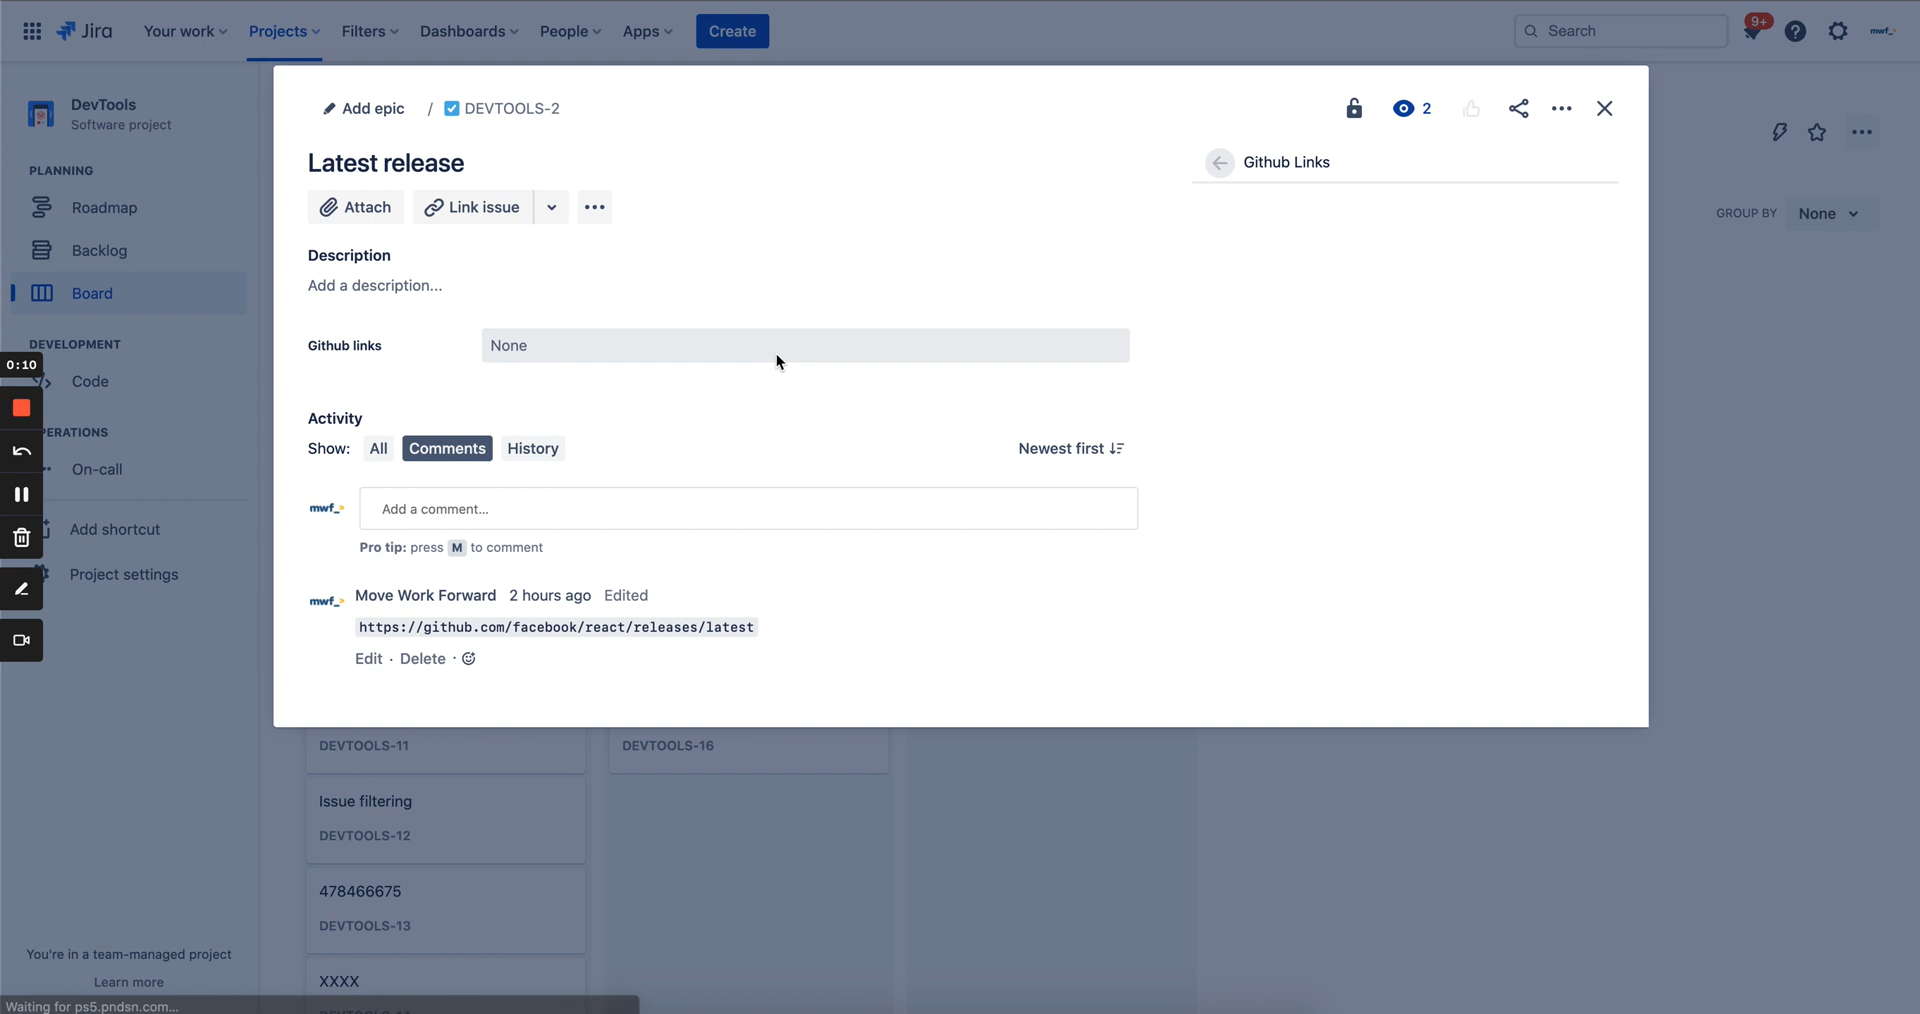 Jira
Your work
Projects
Filters
Dashboards
People
Apps
Create
Search
9+
mwf_>
DevTools
Software project
PLANNING
Roadmap
Backlog
Board
DEVELOPMENT
0:10
Code
PERATIONS
On-call
Add shortcut
Project settings
You're in a team-managed project
Learn more
Waiting for ps5.pndsn.com...
Add epic / DEVTOOLS-2
2
Latest release
Attach
Link issue
Description
Add a description...
Github links
None
Activity
Show: All Comments History
Newest first
mwf_>
Add a comment...
Pro tip: press M to comment
mwf_>
Move Work Forward 2 hours ago Edited
https://github.com/facebook/react/releases/latest
Edit · Delete ·
Github Links
GROUP BY None
DEVTOOLS-11
DEVTOOLS-16
Issue filtering
DEVTOOLS-12
478466675
DEVTOOLS-13
XXXX